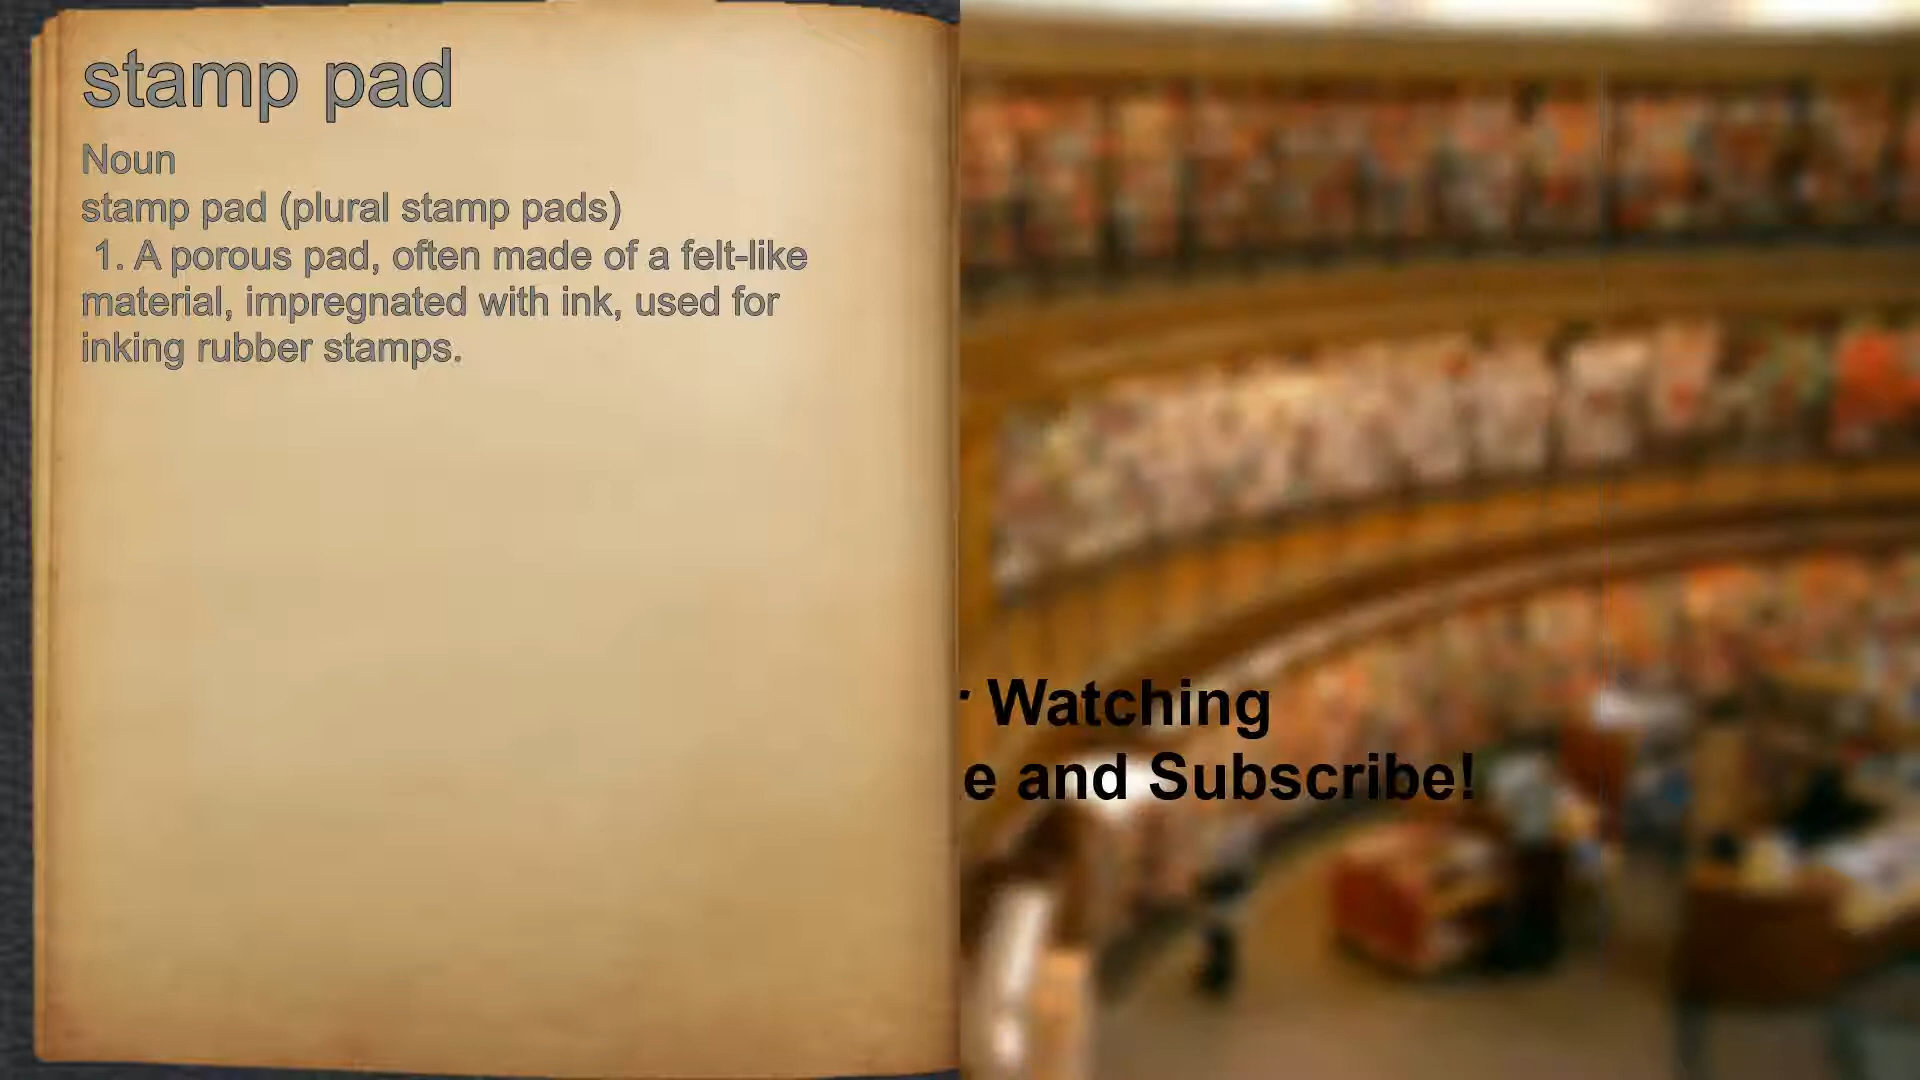 stamp pad
Noun
stamp pad (plural stamp pads)
1. A porous pad, often made of a felt-like
material, impregnated with ink, used for
inking rubber stamps.
Watching
and Subscribe!